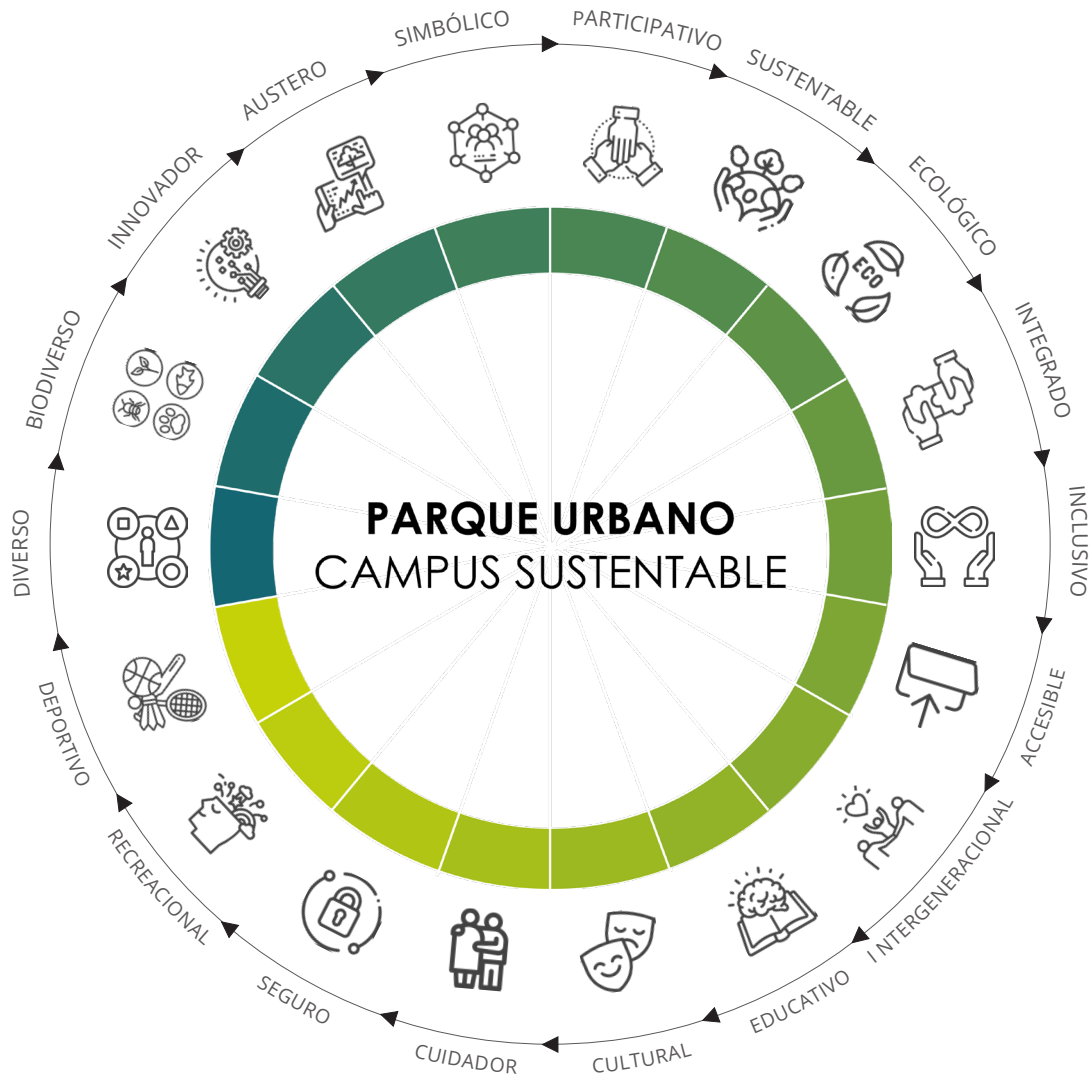 SIMBÓLICO
PARTICIPATIVO
SUSTENTABLE
ECOLÓGICO
INTEGRADO
INCLUSIVO
ACCESIBLE
I NTERGENERACIONAL
EDUCATIVO
CULTURAL
CUIDADOR
SEGURO
RECREACIONAL
DEPORTIVO
DIVERSO
BIODIVERSO
INNOVADOR
AUSTERO
ECO
PARQUE URBANO
CAMPUS SUSTENTABLE